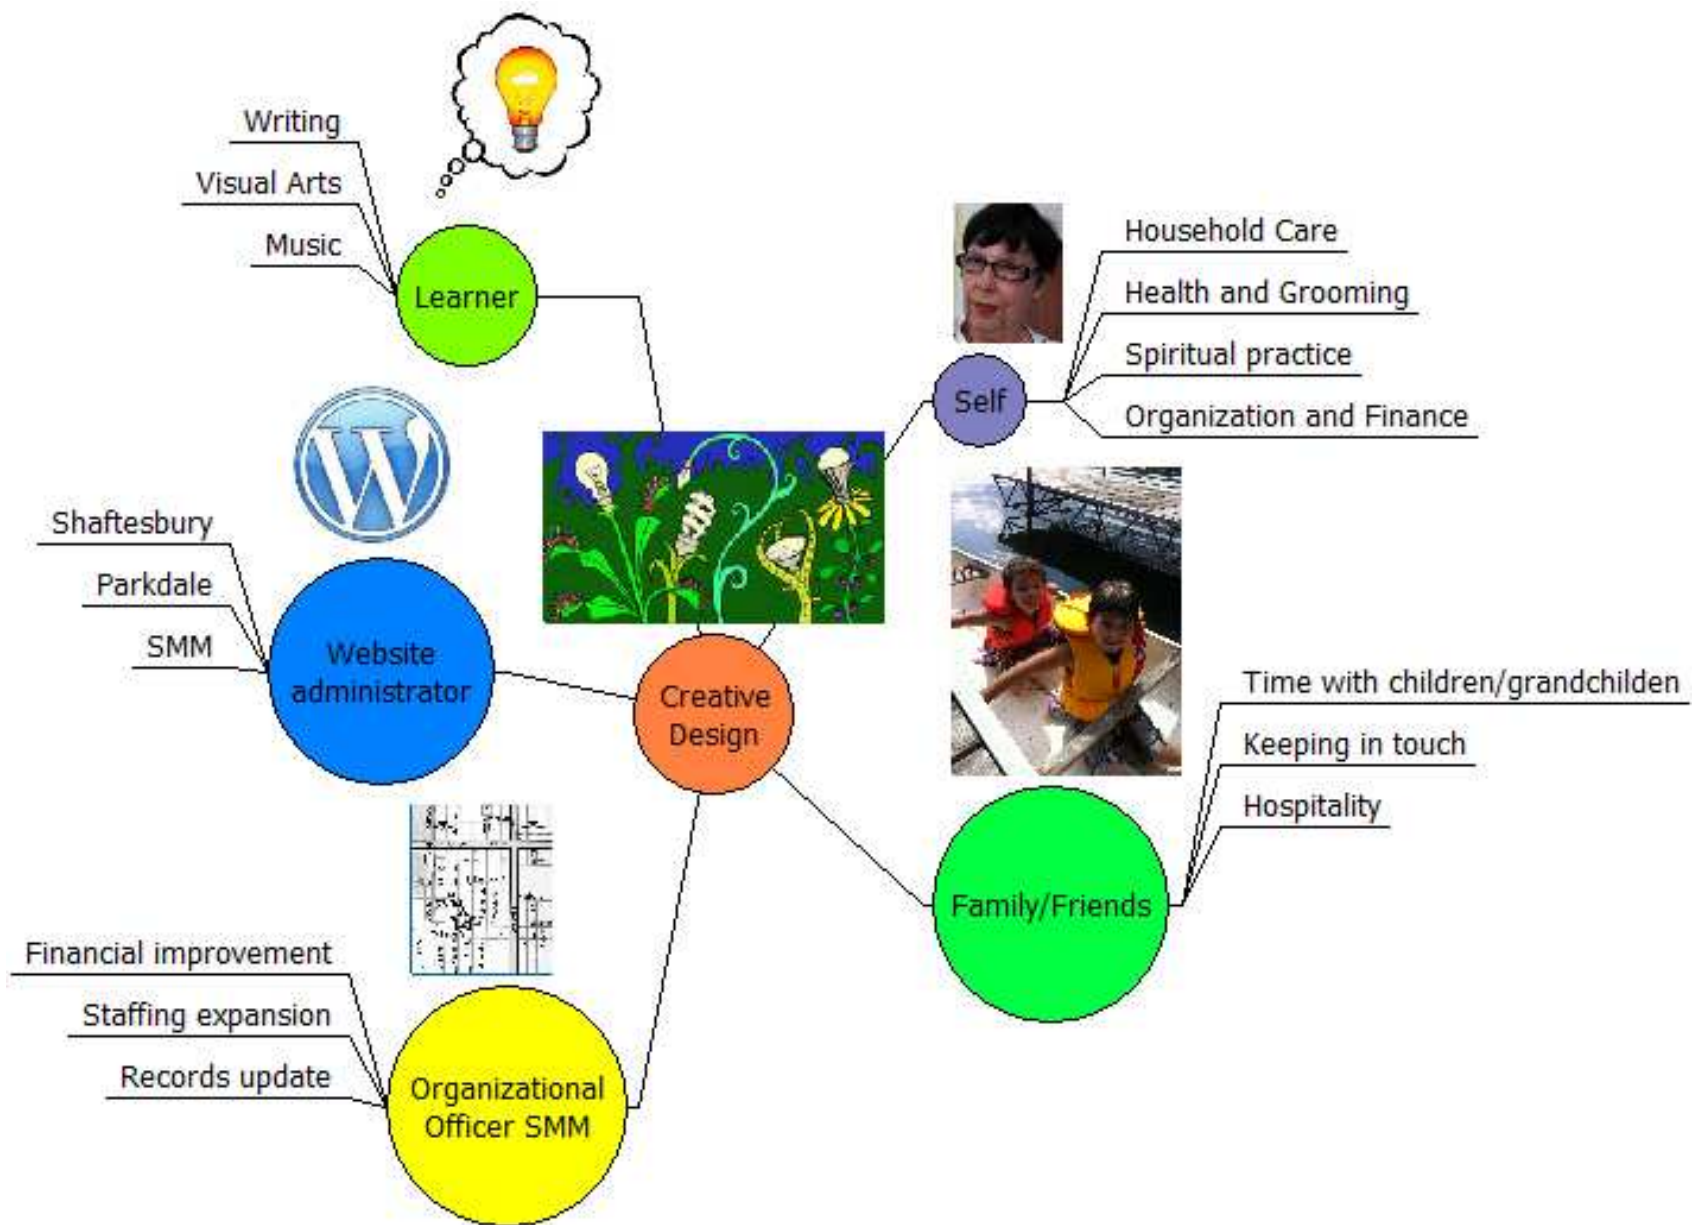 Writing
Visual Arts
Music
Learner
Household Care
Health and Grooming
Spiritual practice
Organization and Finance
Self
W
Shaftesbury
Parkdale
SMM
Website
administrator
Creative
Design
Time with children/grandchilden
Keeping in touch
Hospitality
Family/Friends
Financial improvement
Staffing expansion
Records update
Organizational
Officer SMM